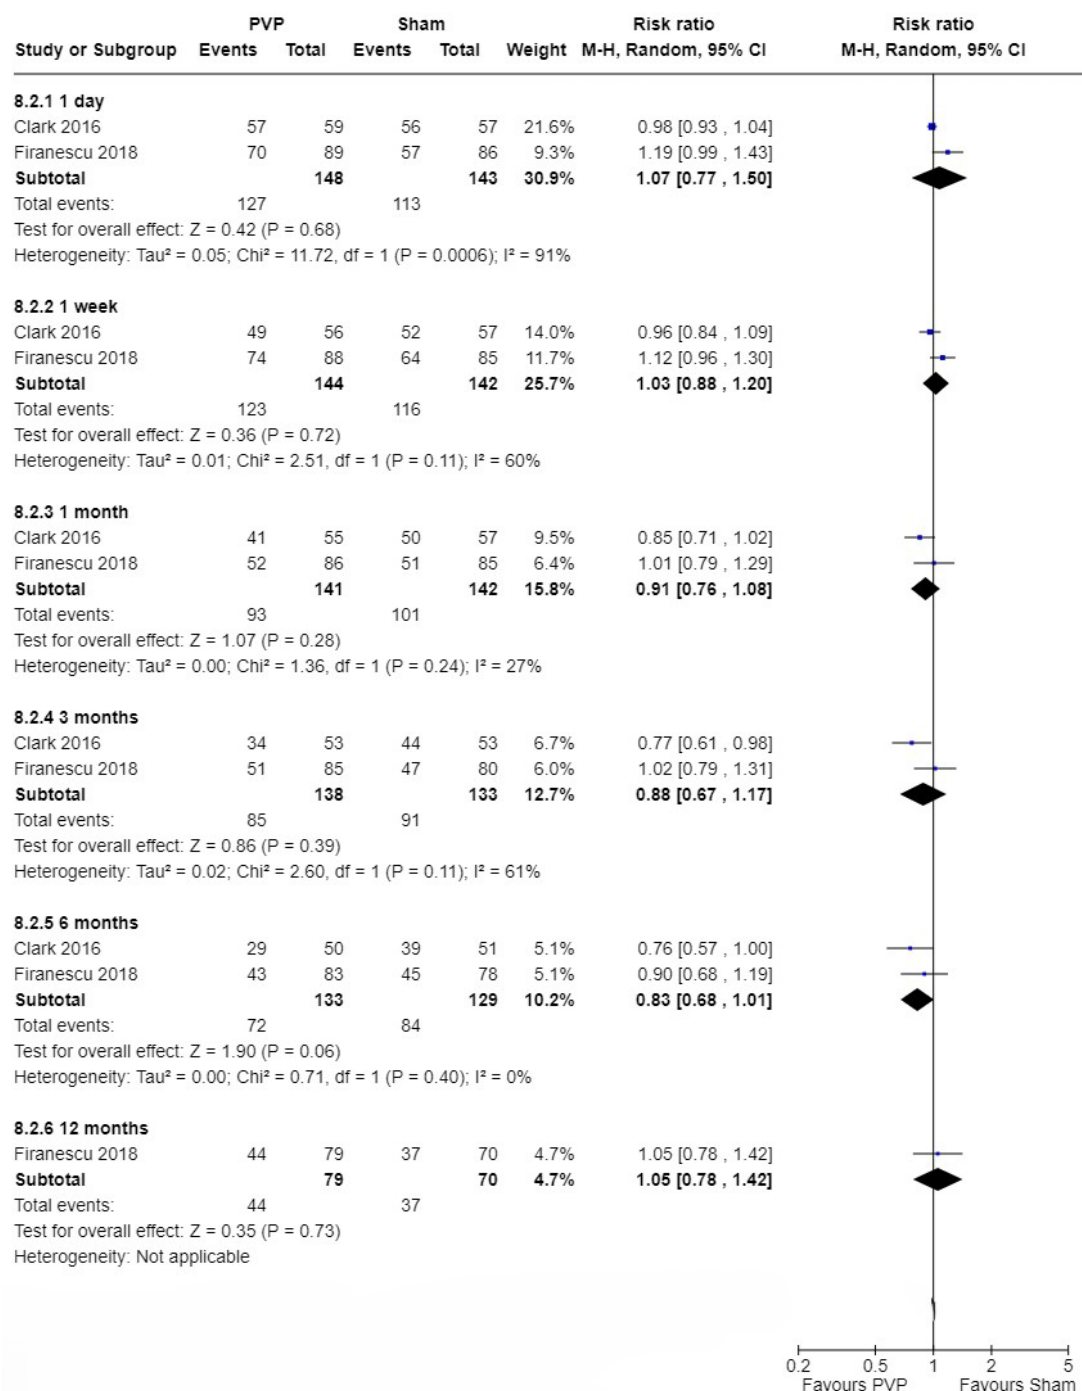 PVP Sham Risk ratio Risk ratio
Study or Subgroup Events Total Events Total Weight M-H, Random, 95% CI M-H, Random, 95% CI
8.2.1 1 day
Clark 2016 57 59 56 57 21.6% 0.98 [0.93 , 1.04]
Firanescu 2018 70 89 57 86 9.3% 1.19 [0.99 , 1.43]
Subtotal 148 143 30.9% 1.07 [0.77 , 1.50]
Total events: 127 113
Test for overall effect: Z = 0.42 (P = 0.68)
Heterogeneity: Tau² = 0.05; Chi² = 11.72, df = 1 (P = 0.0006); I² = 91%
8.2.2 1 week
Clark 2016 49 56 52 57 14.0% 0.96 [0.84 , 1.09]
Firanescu 2018 74 88 64 85 11.7% 1.12 [0.96 , 1.30]
Subtotal 144 142 25.7% 1.03 [0.88 , 1.20]
Total events: 123 116
Test for overall effect: Z = 0.36 (P = 0.72)
Heterogeneity: Tau² = 0.01; Chi² = 2.51, df = 1 (P = 0.11); I² = 60%
8.2.3 1 month
Clark 2016 41 55 50 57 9.5% 0.85 [0.71 , 1.02]
Firanescu 2018 52 86 51 85 6.4% 1.01 [0.79 , 1.29]
Subtotal 141 142 15.8% 0.91 [0.76 , 1.08]
Total events: 93 101
Test for overall effect: Z = 1.07 (P = 0.28)
Heterogeneity: Tau² = 0.00; Chi² = 1.36, df = 1 (P = 0.24); I² = 27%
8.2.4 3 months
Clark 2016 34 53 44 53 6.7% 0.77 [0.61 , 0.98]
Firanescu 2018 51 85 47 80 6.0% 1.02 [0.79 , 1.31]
Subtotal 138 133 12.7% 0.88 [0.67 , 1.17]
Total events: 85 91
Test for overall effect: Z = 0.86 (P = 0.39)
Heterogeneity: Tau² = 0.02; Chi² = 2.60, df = 1 (P = 0.11); I² = 61%
8.2.5 6 months
Clark 2016 29 50 39 51 5.1% 0.76 [0.57 , 1.00]
Firanescu 2018 43 83 45 78 5.1% 0.90 [0.68 , 1.19]
Subtotal 133 129 10.2% 0.83 [0.68 , 1.01]
Total events: 72 84
Test for overall effect: Z = 1.90 (P = 0.06)
Heterogeneity: Tau² = 0.00; Chi² = 0.71, df = 1 (P = 0.40); I² = 0%
8.2.6 12 months
Firanescu 2018 44 79 37 70 4.7% 1.05 [0.78 , 1.42]
Subtotal 79 70 4.7% 1.05 [0.78 , 1.42]
Total events: 44 37
Test for overall effect: Z = 0.35 (P = 0.73)
Heterogeneity: Not applicable
0.2 0.5 1 2 5
Favours PVP Favours Sham